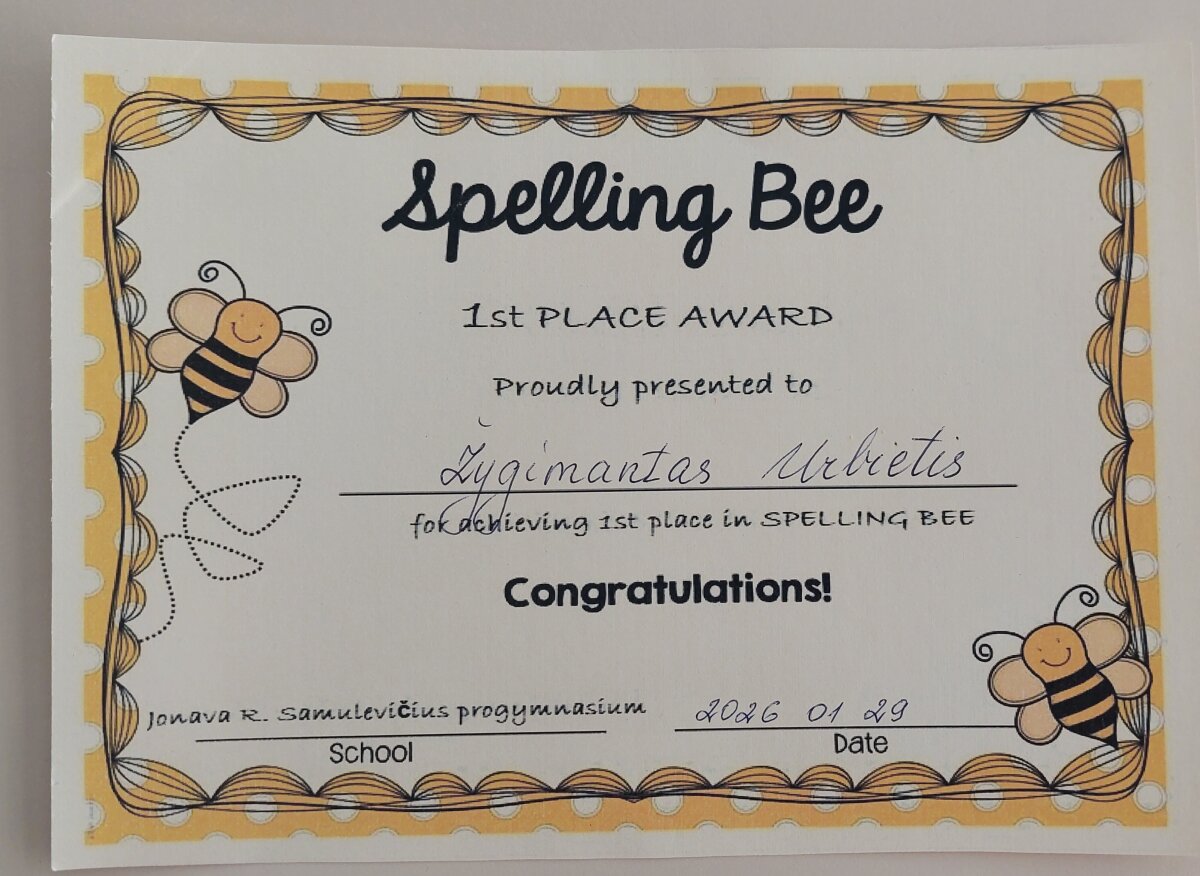 Spelling Bee
1st PLACE AWARD
Proudly presented to
Žygimantas Urbietis
for achieving 1st place in SPELLING BEE
Congratulations!
Jonava R. Samulevičius progymnasium
2026 01 29
School
Date